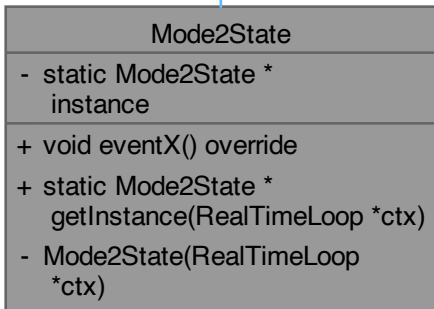 Mode2State
- static Mode2State *
instance
+ void eventX() override
+ static Mode2State *
getInstance(RealTimeLoop *ctx)
- Mode2State(RealTimeLoop
*ctx)